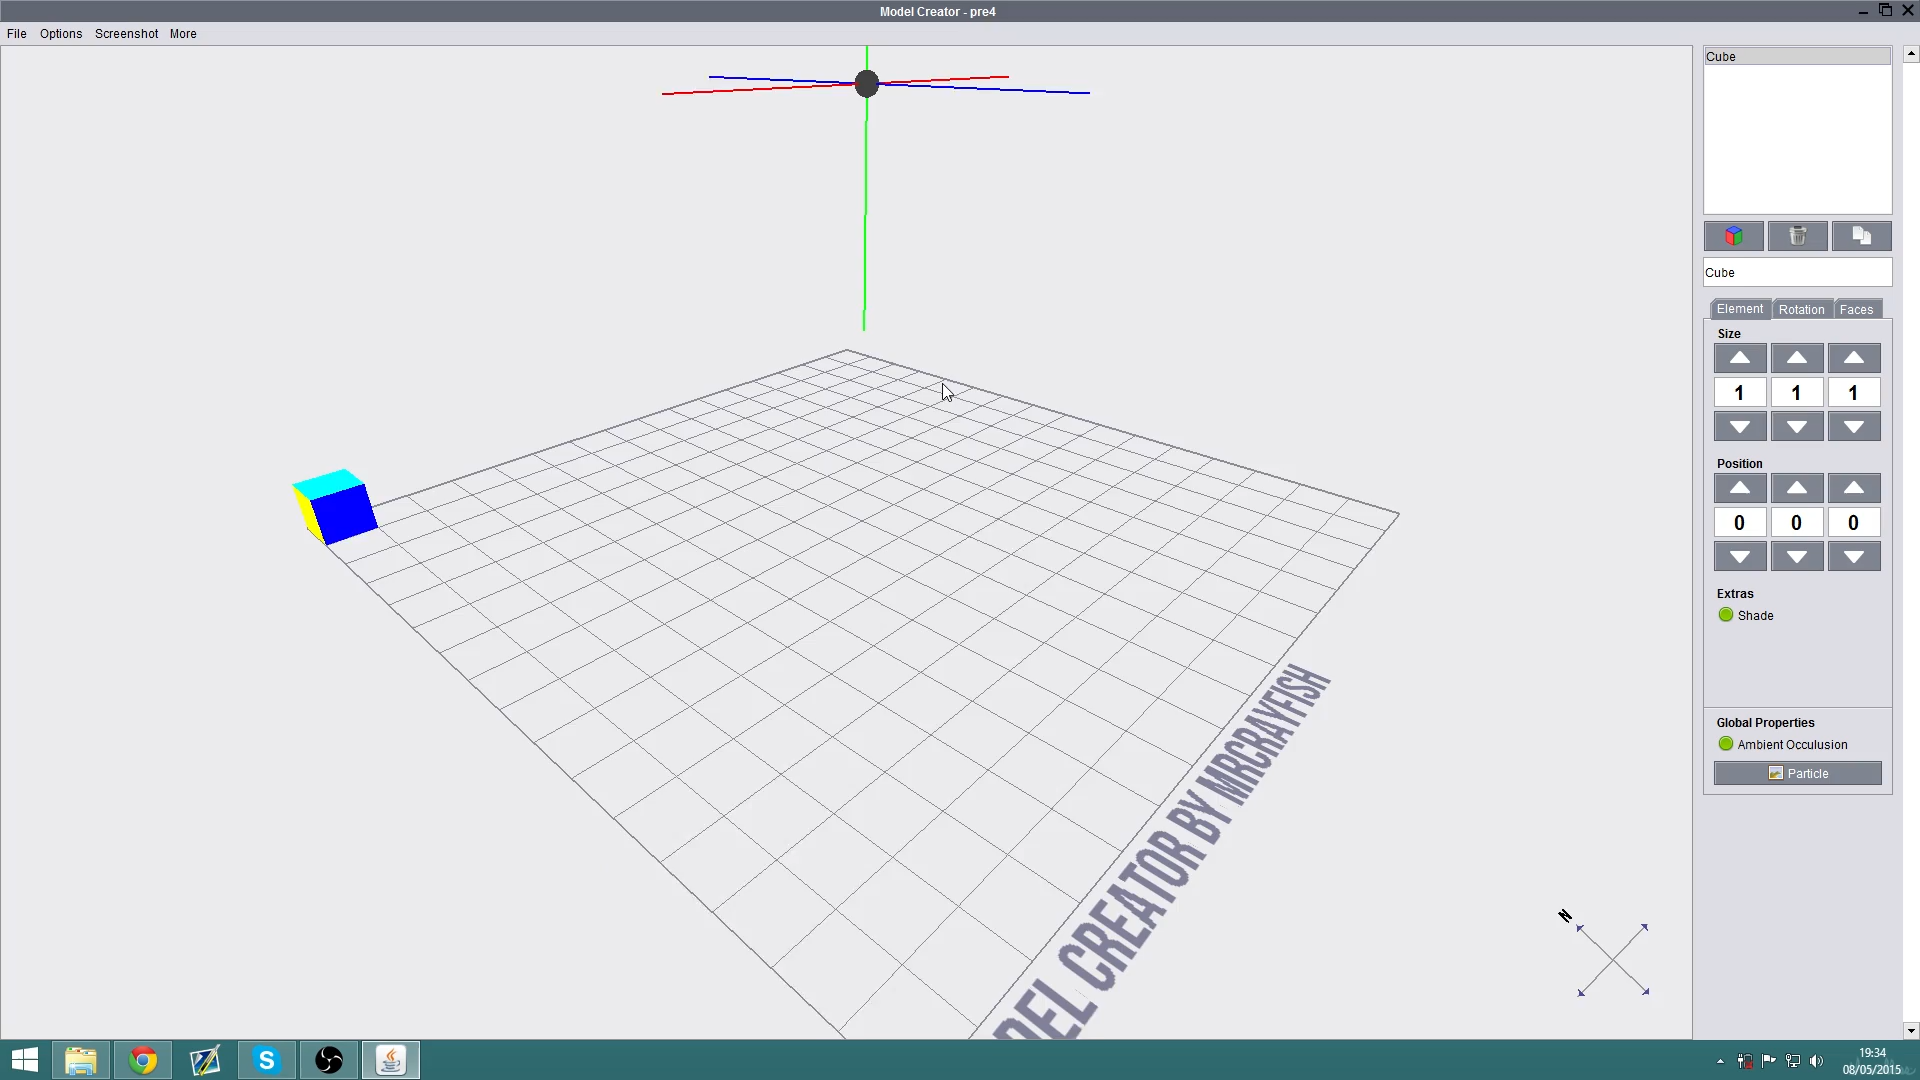 Model Creator - pre4
File Options Screenshot More
Cube
Cube
Element Rotation Faces
Size
1 1 1
Position
0 0 0
Extras
Shade
Global Properties
Ambient Occulusion
Particle
DEL CREATOR BY MRCRAYFISH
N
19:34
08/05/2015